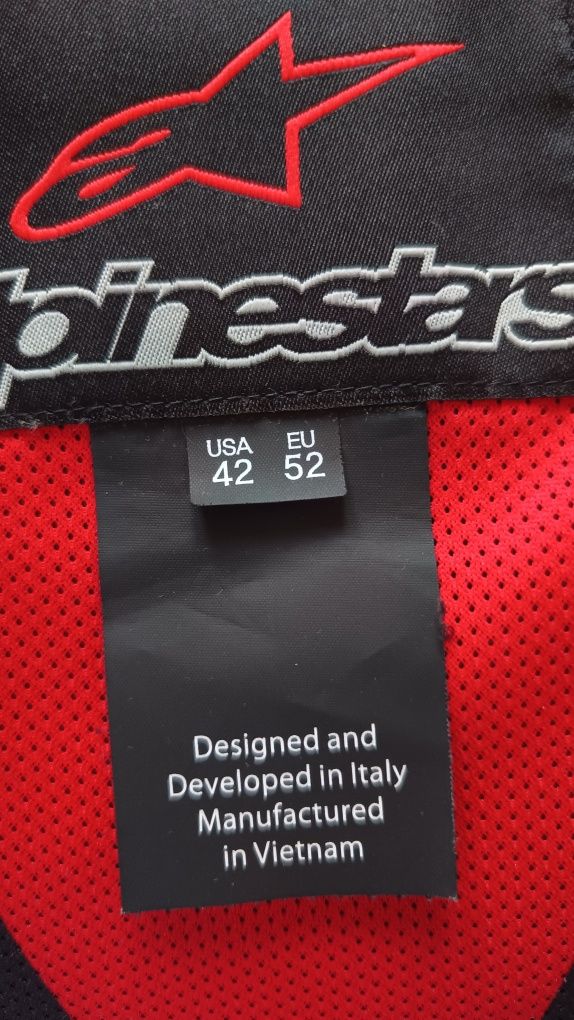 pinestars
USA EU
42 52
Designed and
Developed in Italy
Manufactured
in Vietnam